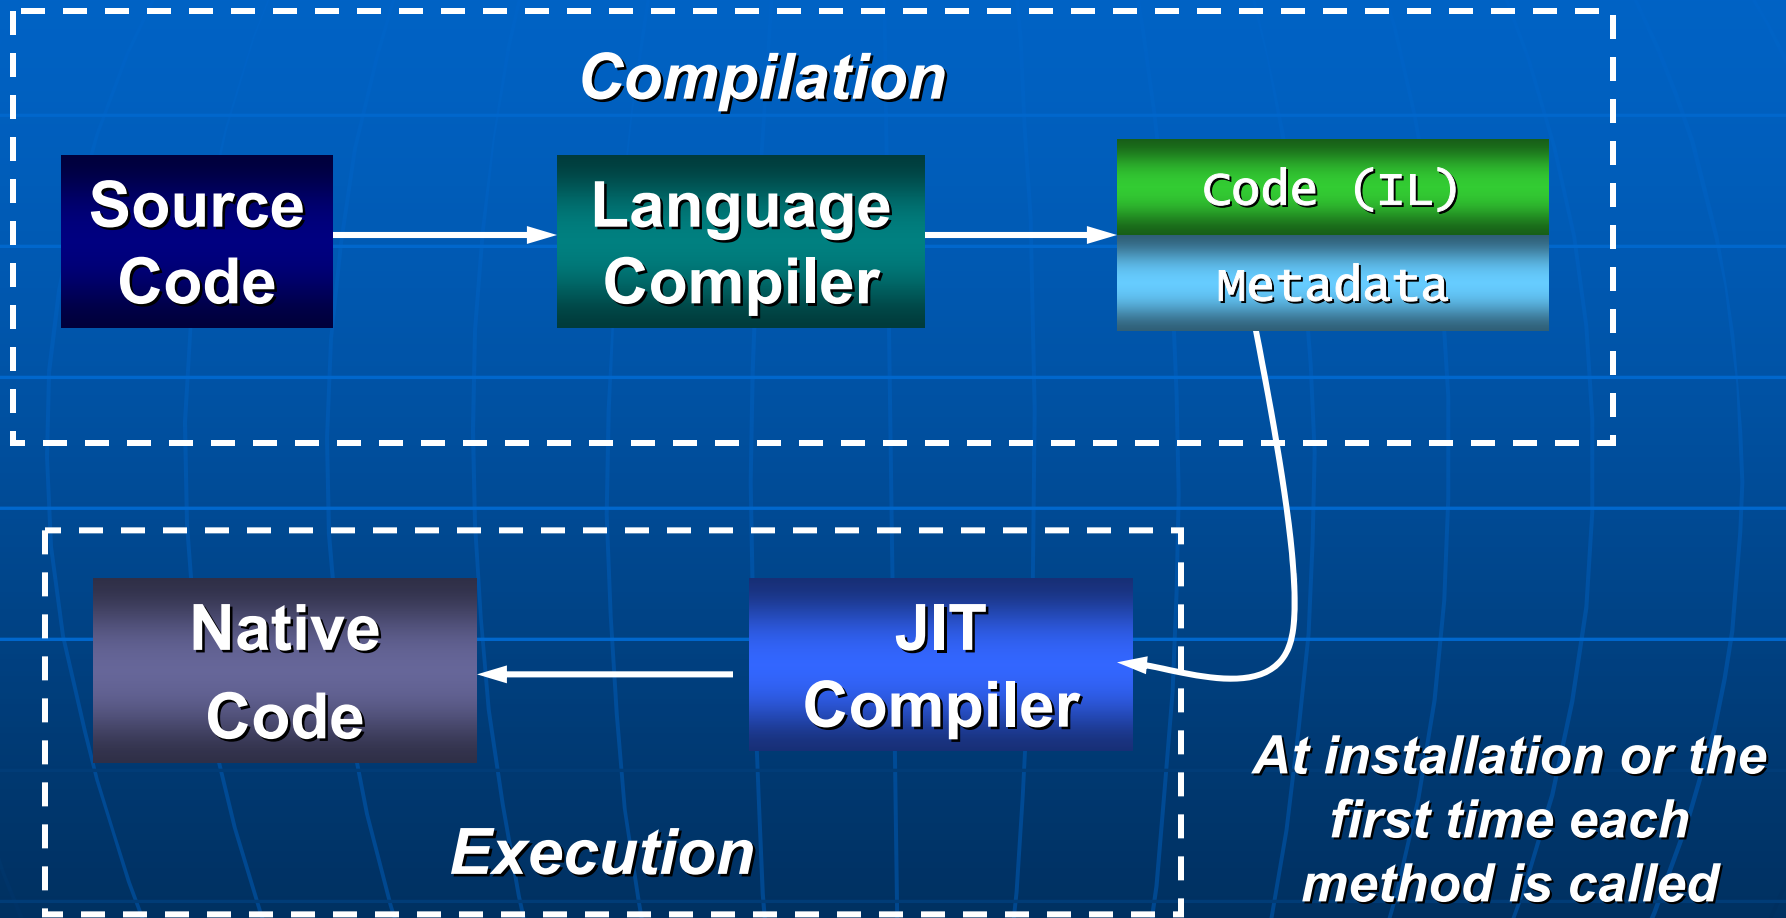 Compilation
Source
Code
Language
Compiler
Code (IL)
Metadata
Native
Code
JIT
Compiler
Execution
At installation or the
first time each
method is called